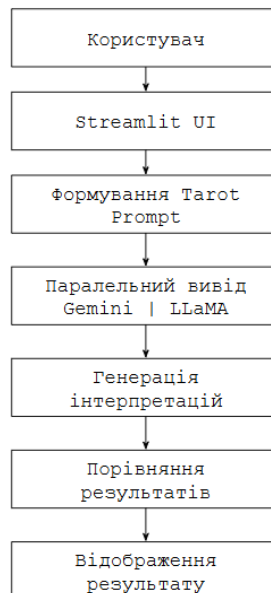 Користувач
Streamlit UI
Формування Tarot
Prompt
Паралельний вивід
Gemini | LLaMA
Генерація
інтерпретацій
Порівняння
результатів
Відображення
результату